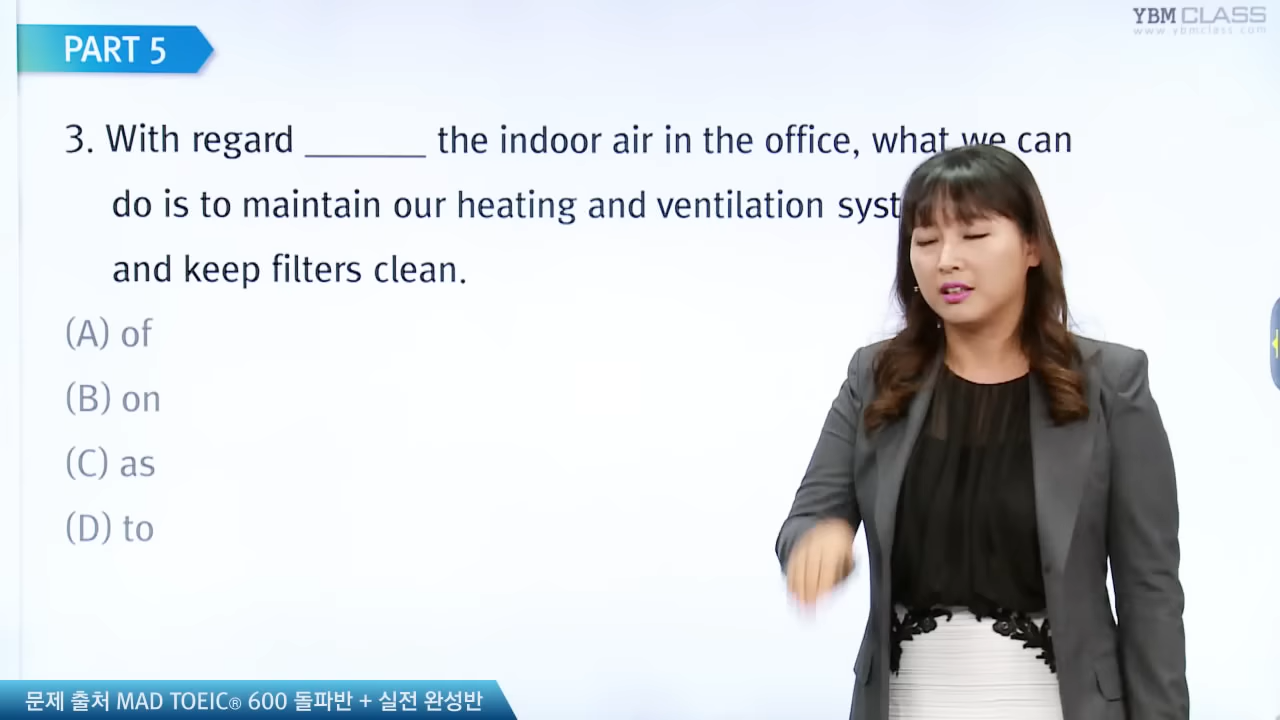 YBM CLASS
www.ybmclass.com
PART 5
3. With regard ______ the indoor air in the office, what we can
do is to maintain our heating and ventilation syst
and keep filters clean.
(A) of
(B) on
(C) as
(D) to
문제 출처 MAD TOEIC® 600 돌파반 + 실전 완성반